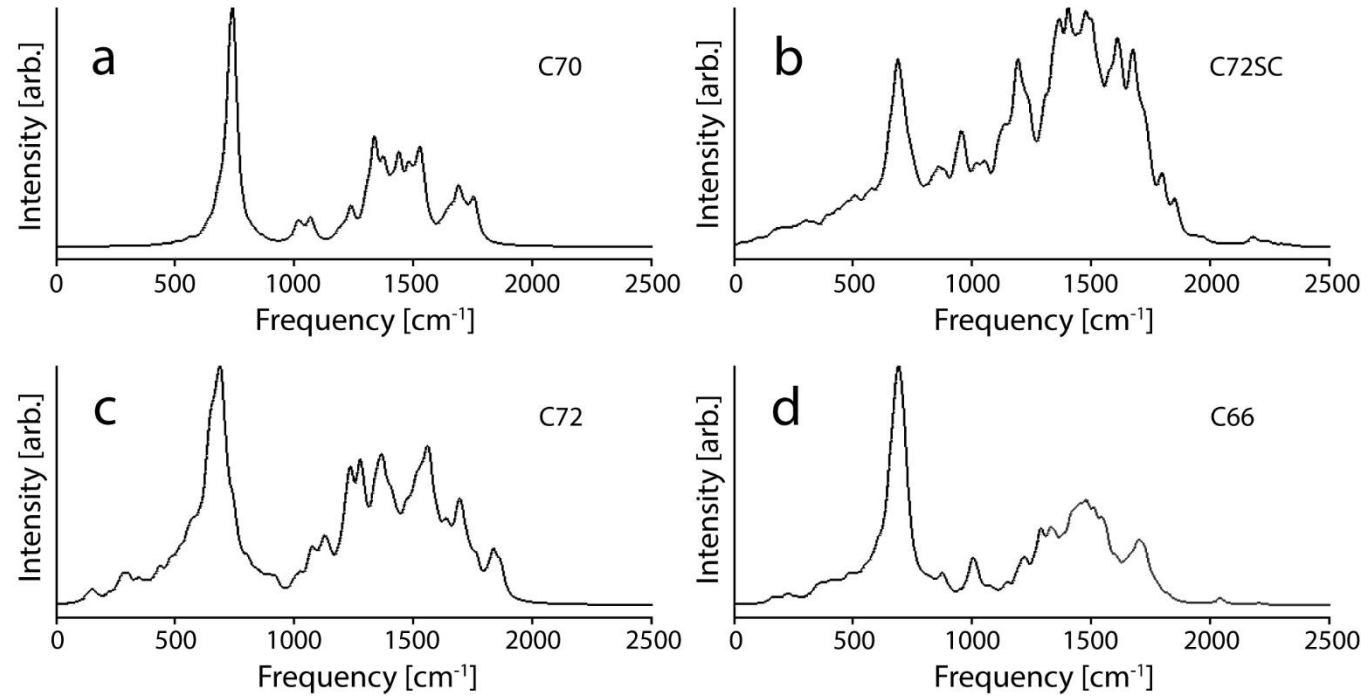 a
C70
Intensity [arb.]
0 500 1000 1500 2000 2500
Frequency [cm⁻¹]
b
C72SC
Intensity [arb.]
0 500 1000 1500 2000 2500
Frequency [cm⁻¹]
c
C72
Intensity [arb.]
0 500 1000 1500 2000 2500
Frequency [cm⁻¹]
d
C66
Intensity [arb.]
0 500 1000 1500 2000 2500
Frequency [cm⁻¹]